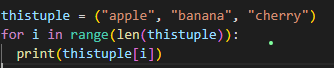 thistuple = ("apple", "banana", "cherry")
for i in range(len(thistuple)):
  print(thistuple[i])